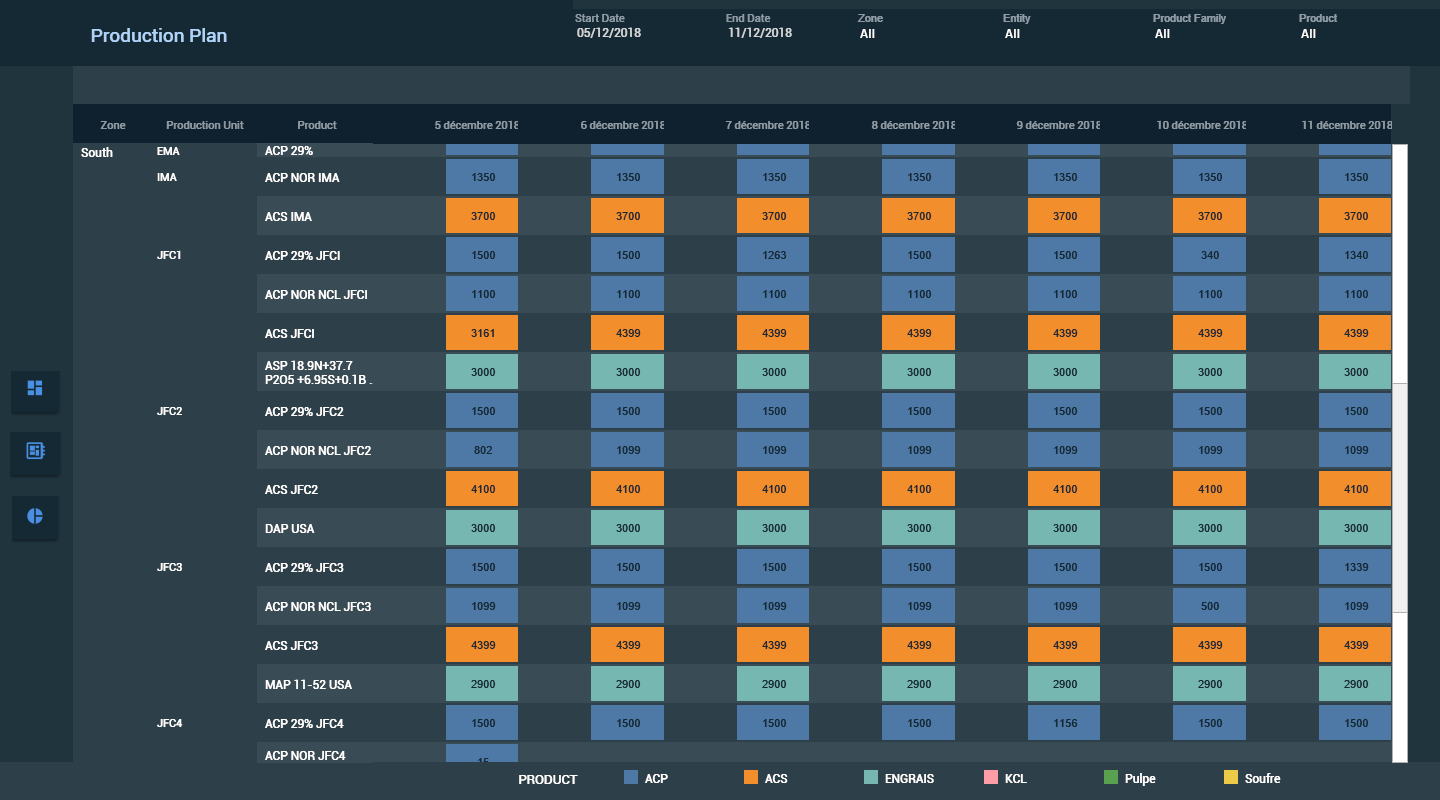 Production Plan
Start Date End Date Zone Entity Product Family Product
05/12/2018 11/12/2018 All All All All
Zone Production Unit Product 5 décembre 2018 6 décembre 2018 7 décembre 2018 8 décembre 2018 9 décembre 2018 10 décembre 2018 11 décembre 2018
South EMA ACP 29%
IMA ACP NOR IMA 1350 1350 1350 1350 1350 1350 1350
ACS IMA 3700 3700 3700 3700 3700 3700 3700
JFC1 ACP 29% JFCI 1500 1500 1263 1500 1500 340 1340
ACP NOR NCL JFCI 1100 1100 1100 1100 1100 1100 1100
ACS JFCI 3161 4399 4399 4399 4399 4399 4399
ASP 18.9N+37.7
P2O5 +6.95S+0.1B . 3000 3000 3000 3000 3000 3000 3000
JFC2 ACP 29% JFC2 1500 1500 1500 1500 1500 1500 1500
ACP NOR NCL JFC2 802 1099 1099 1099 1099 1099 1099
ACS JFC2 4100 4100 4100 4100 4100 4100 4100
DAP USA 3000 3000 3000 3000 3000 3000 3000
JFC3 ACP 29% JFC3 1500 1500 1500 1500 1500 1500 1339
ACP NOR NCL JFC3 1099 1099 1099 1099 1099 500 1099
ACS JFC3 4399 4399 4399 4399 4399 4399 4399
MAP 11-52 USA 2900 2900 2900 2900 2900 2900 2900
JFC4 ACP 29% JFC4 1500 1500 1500 1500 1156 1500 1500
ACP NOR JFC4
PRODUCT ACP ACS ENGRAIS KCL Pulpe Soufre